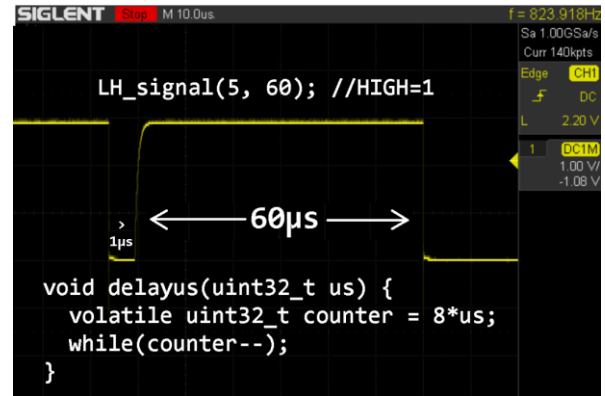 SIGLENT Stop M 10.0us f = 823.918Hz
Sa 1.00GSa/s
Curr 140kpts
Edge CH1
DC
L 2.20 V
1 DC1M
1.00 V/
-1.08 V
LH_signal(5, 60); //HIGH=1
60µs
1µs
void delayus(uint32_t us) {
volatile uint32_t counter = 8*us;
while(counter--);
}